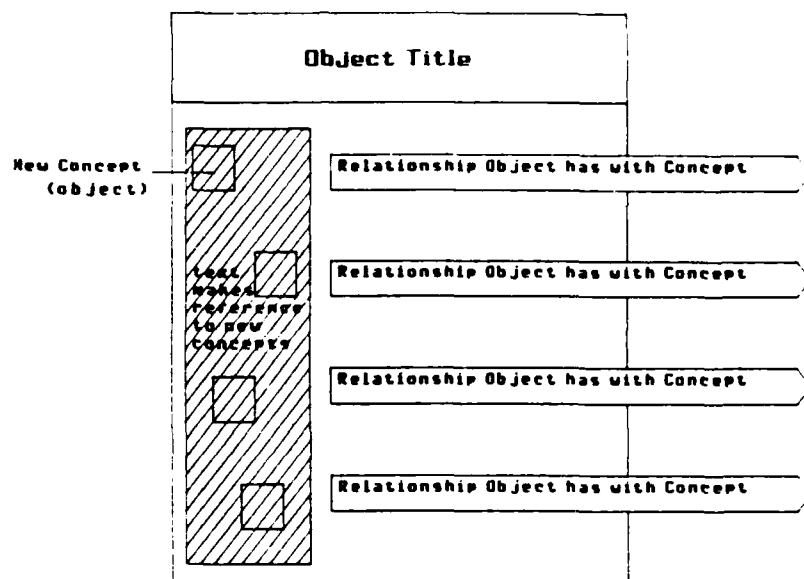 Object Title
New Concept
(object)
Relationship Object has with Concept
Relationship Object has with Concept
text
makes
reference
to new
concepts
Relationship Object has with Concept
Relationship Object has with Concept